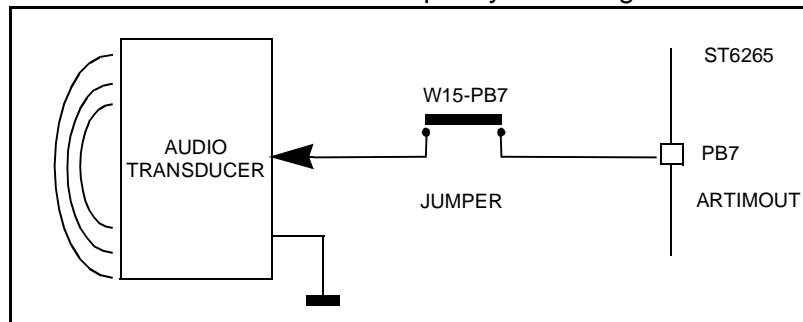 ST6265
W15-PB7
AUDIO
TRANSDUCER
PB7
JUMPER
ARTIMOUT